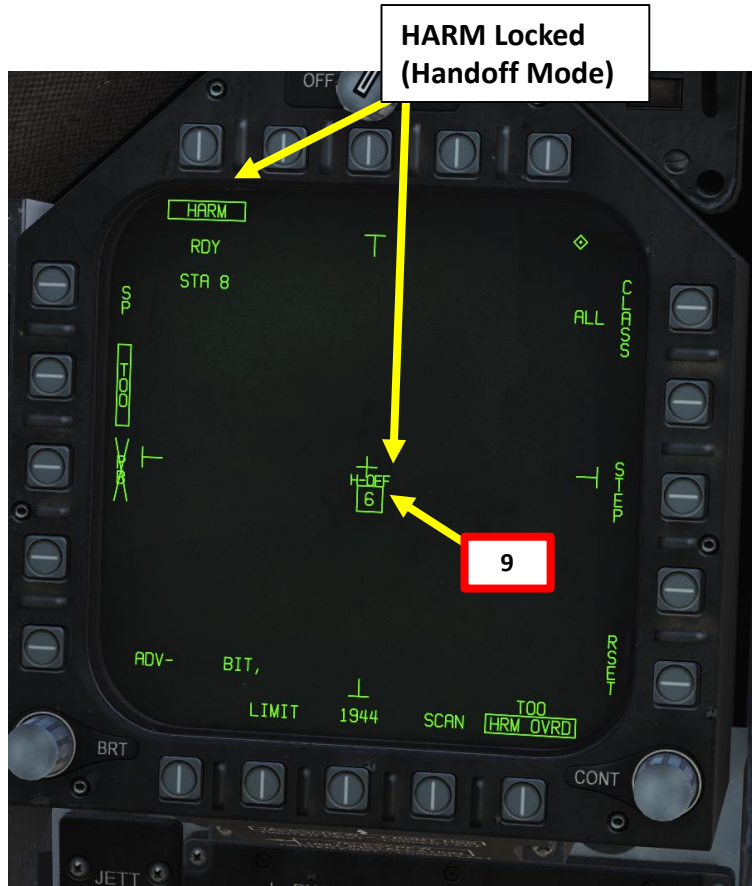 HARM Locked
(Handoff Mode)
OFF
HARM
RDY
STA 8
SP
CLASS
ALL
TOO
PB
STEP
H-OFF
6
9
RSET
ADV-
BIT,
LIMIT
1944
SCAN
TOO
HRM OVRD
BRT
CONT
JETT